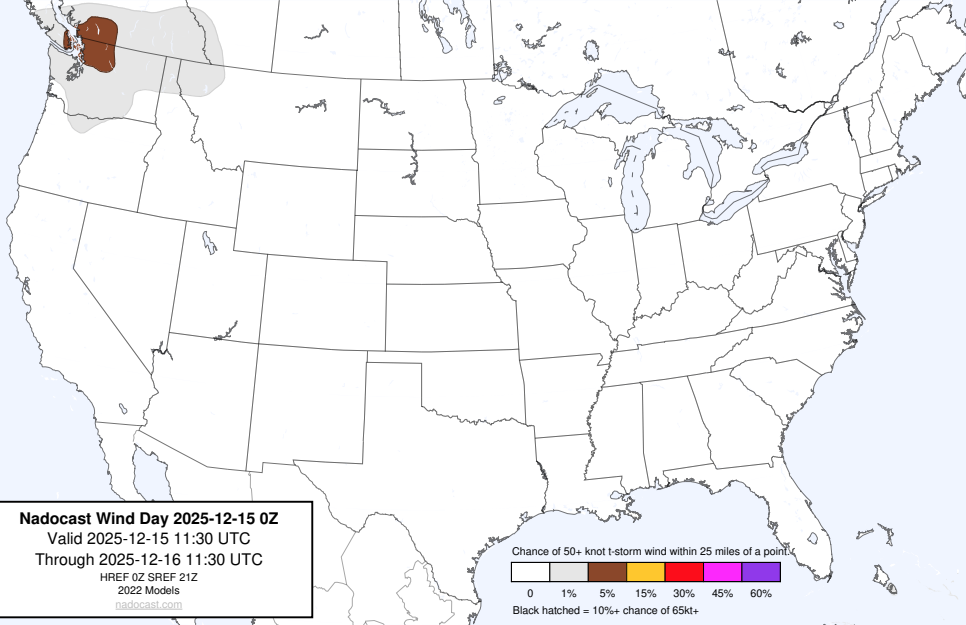 Nadocast Wind Day 2025-12-15 0Z
Valid 2025-12-15 11:30 UTC
Through 2025-12-16 11:30 UTC
HREF 0Z SREF 21Z
2022 Models
nadocast.com
Chance of 50+ knot t-storm wind within 25 miles of a point.
0 1% 5% 15% 30% 45% 60%
Black hatched = 10%+ chance of 65kt+